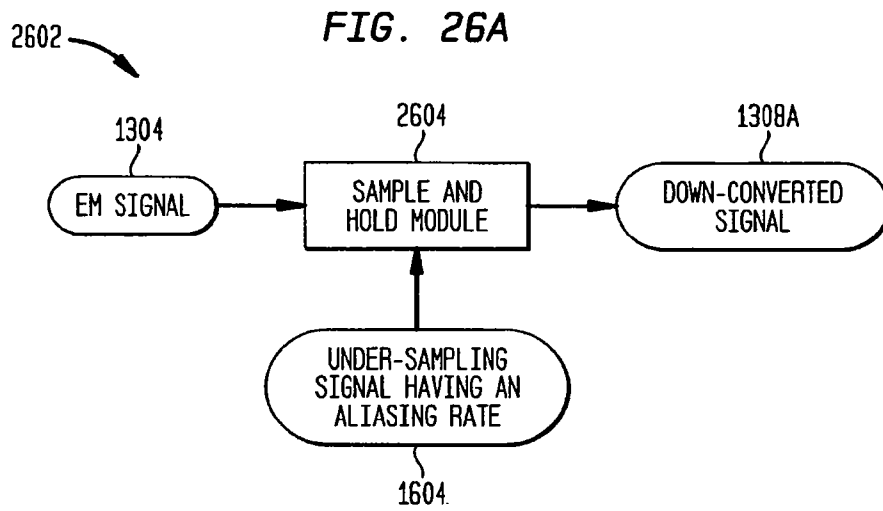 FIG. 26A
2602
1304
2604
1308A
EM SIGNAL
SAMPLE AND
HOLD MODULE
DOWN-CONVERTED
SIGNAL
UNDER-SAMPLING
SIGNAL HAVING AN
ALIASING RATE
1604